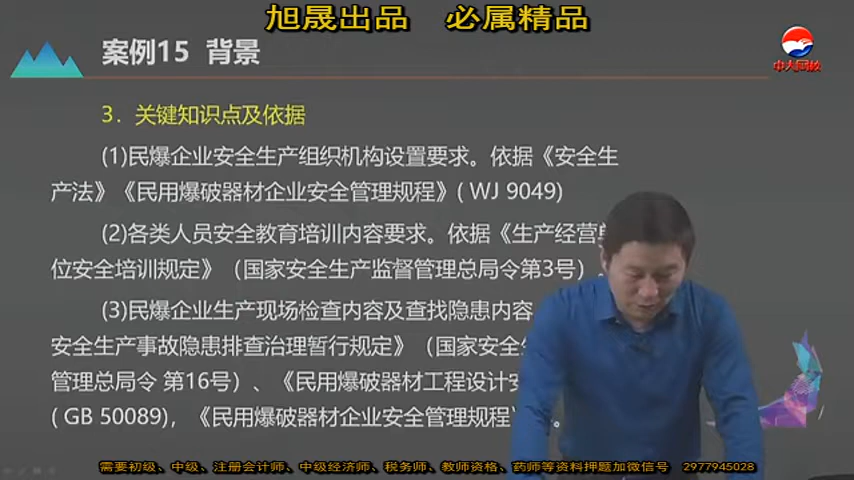 旭晟出品 必属精品
案例15 背景
中大网校
3．关键知识点及依据
(1)民爆企业安全生产组织机构设置要求。依据《安全生
产法》《民用爆破器材企业安全管理规程》( WJ 9049)
(2)各类人员安全教育培训内容要求。依据《生产经营单
位安全培训规定》（国家安全生产监督管理总局令第3号）
(3)民爆企业生产现场检查内容及查找隐患内容
安全生产事故隐患排查治理暂行规定》（国家安全生
管理总局令 第16号）、《民用爆破器材工程设计安
( GB 50089)，《民用爆破器材企业安全管理规程》。
需要初级、中级、注册会计师、中级经济师、税务师、教师资格、药师等资料押题加微信号 2977945028